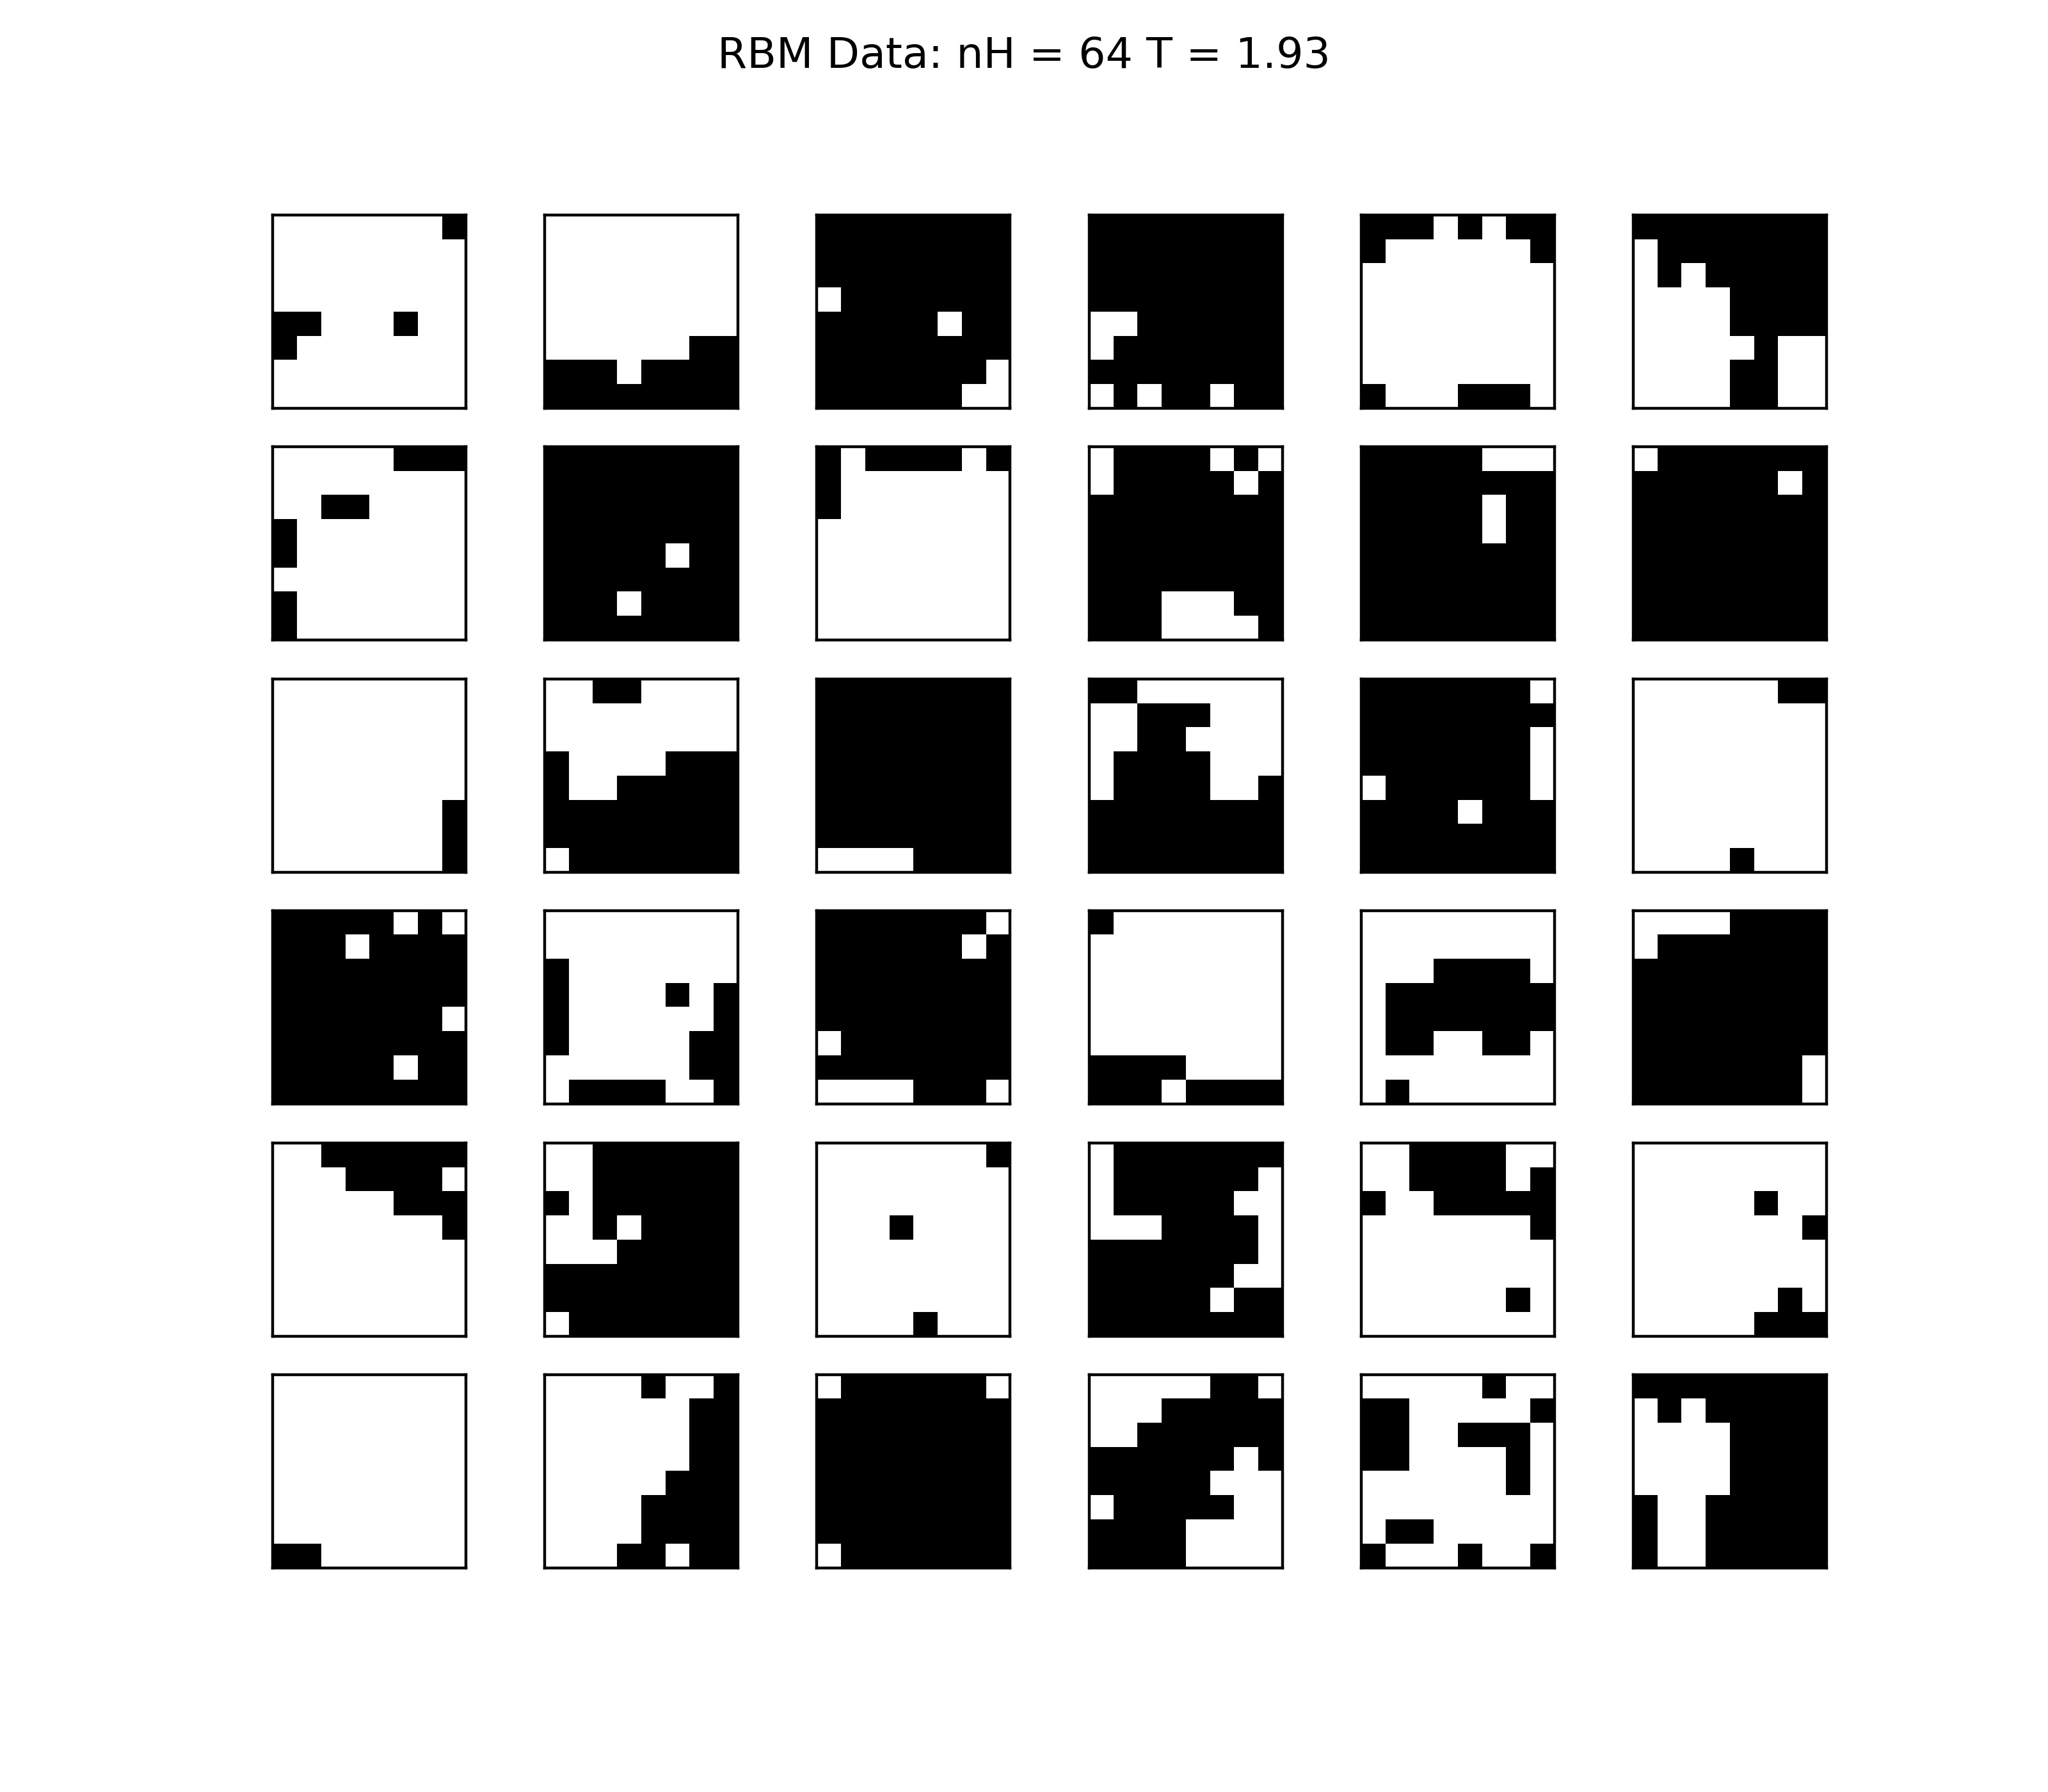 RBM Data: nH = 64 T = 1.93